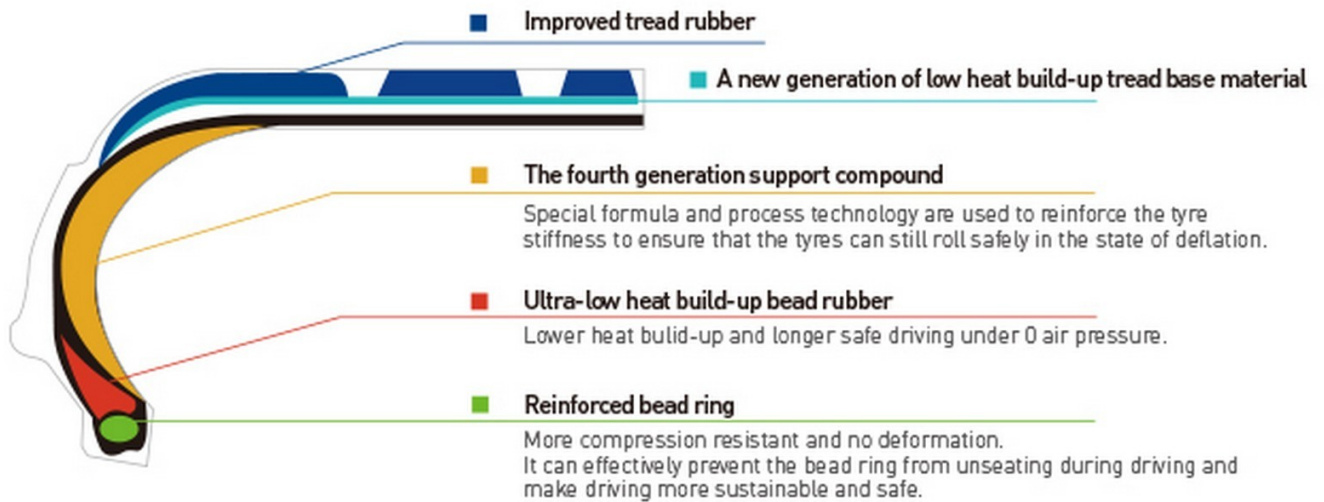 Improved tread rubber
A new generation of low heat build-up tread base material
The fourth generation support compound
Special formula and process technology are used to reinforce the tyre
stiffness to ensure that the tyres can still roll safely in the state of deflation.
Ultra-low heat build-up bead rubber
Lower heat bulid-up and longer safe driving under 0 air pressure.
Reinforced bead ring
More compression resistant and no deformation.
It can effectively prevent the bead ring from unseating during driving and
make driving more sustainable and safe.